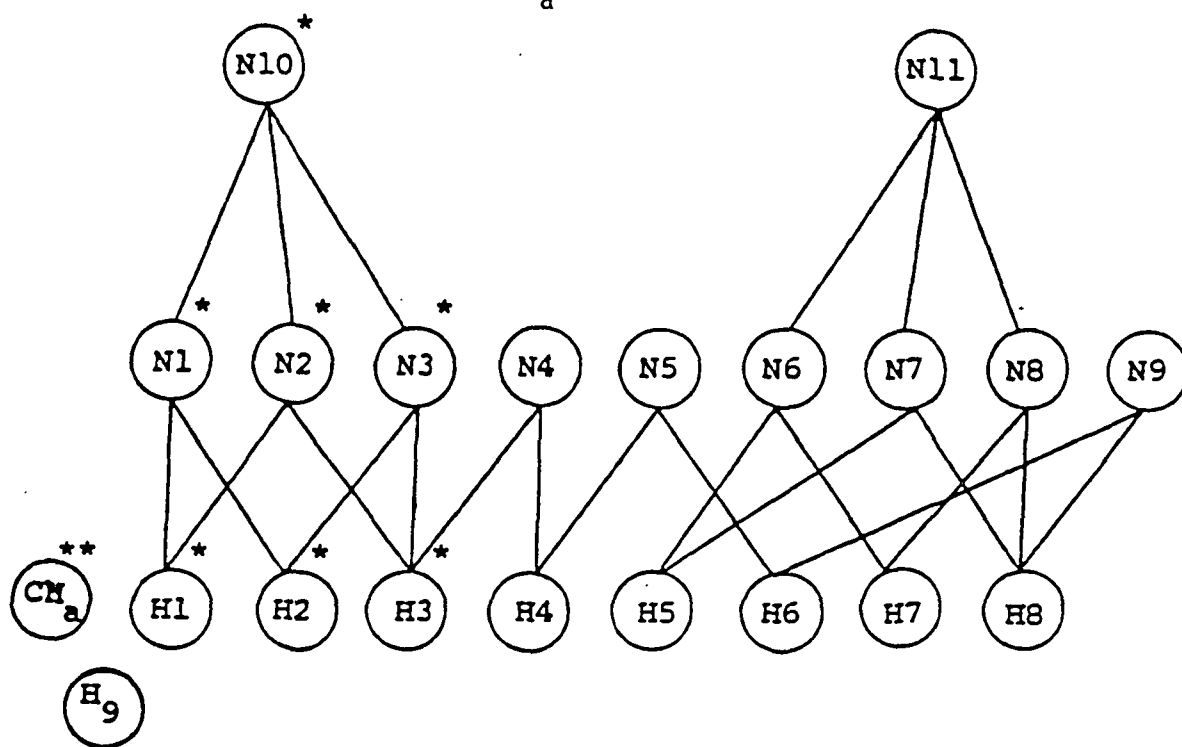 a
N10 * N11
* * *
N1 N2 N3 N4 N5 N6 N7 N8 N9
** * * *
CMa H1 H2 H3 H4 H5 H6 H7 H8
H9